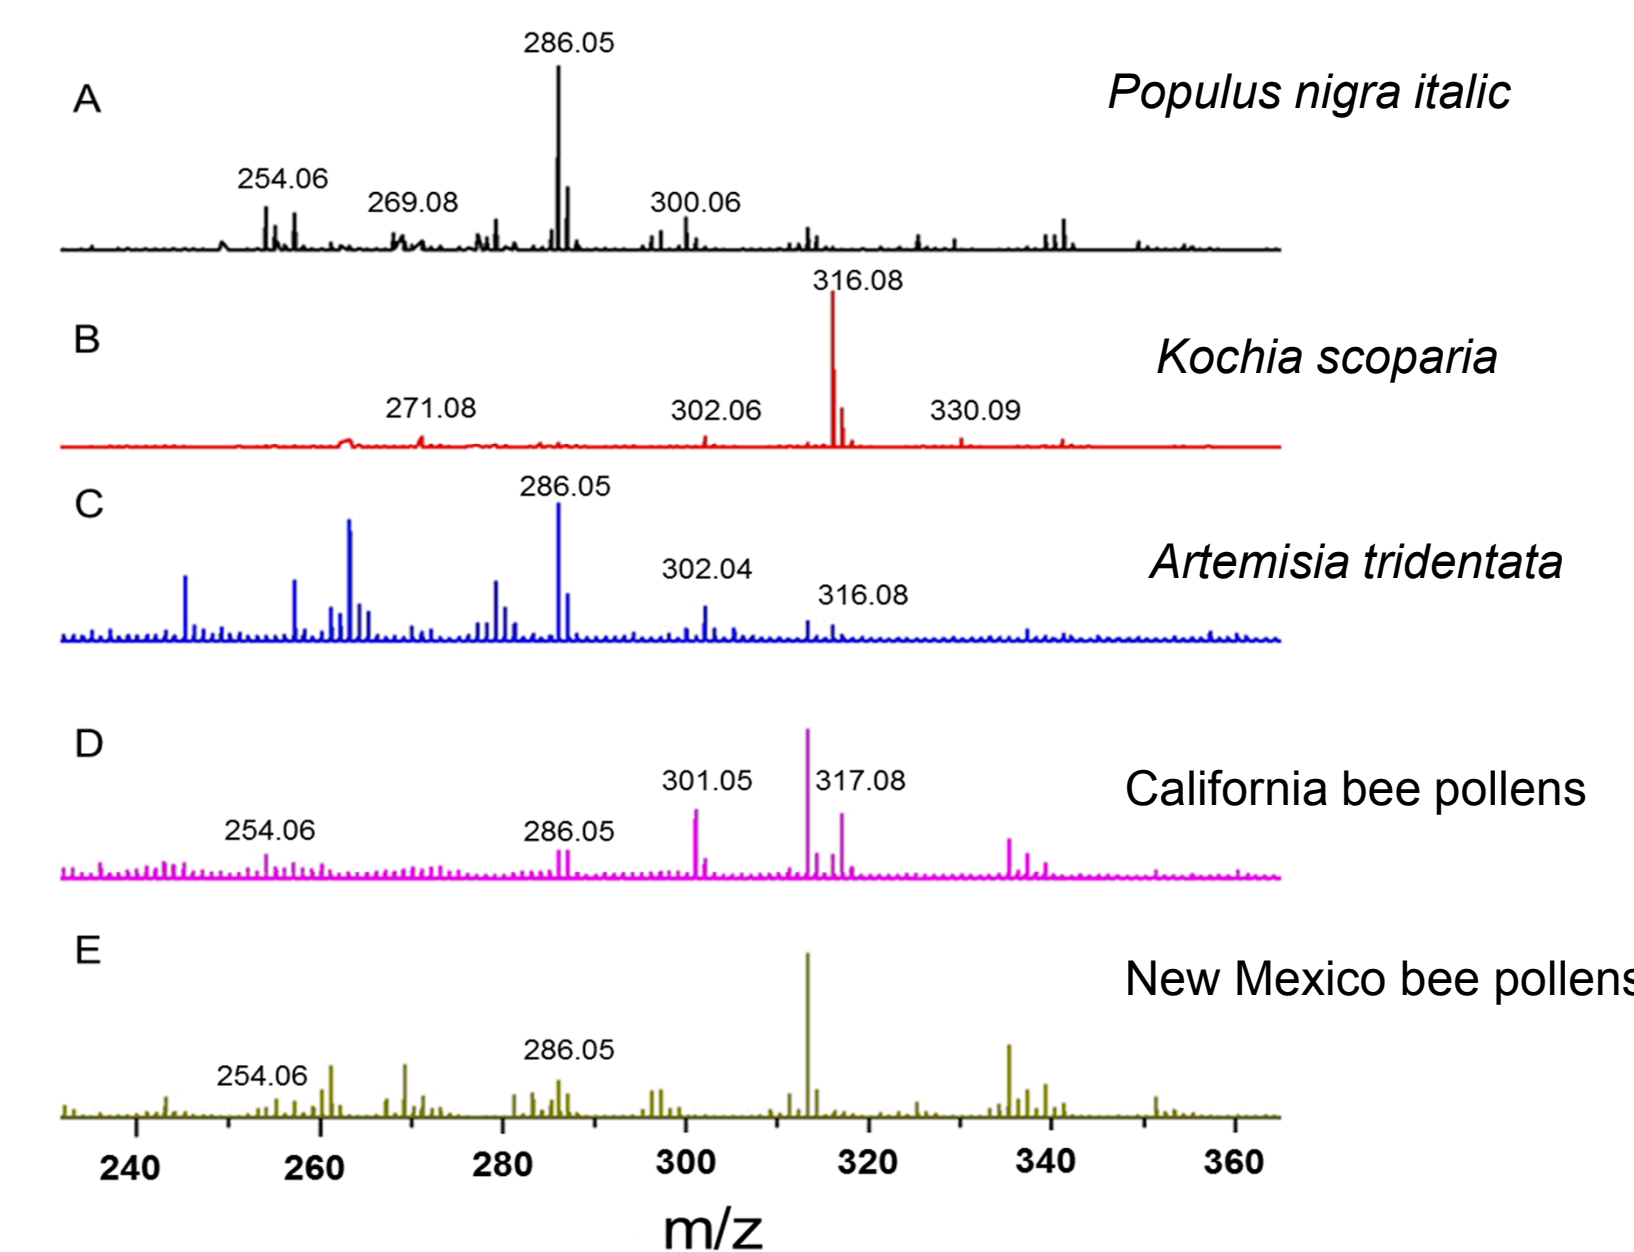 286.05
A
Populus nigra italic
254.06
269.08
300.06
316.08
B
Kochia scoparia
271.08
302.06
330.09
286.05
C
302.04
Artemisia tridentata
316.08
D
301.05
317.08
California bee pollens
254.06
286.05
E
New Mexico bee pollens
286.05
254.06
240 260 280 300 320 340 360
m/z